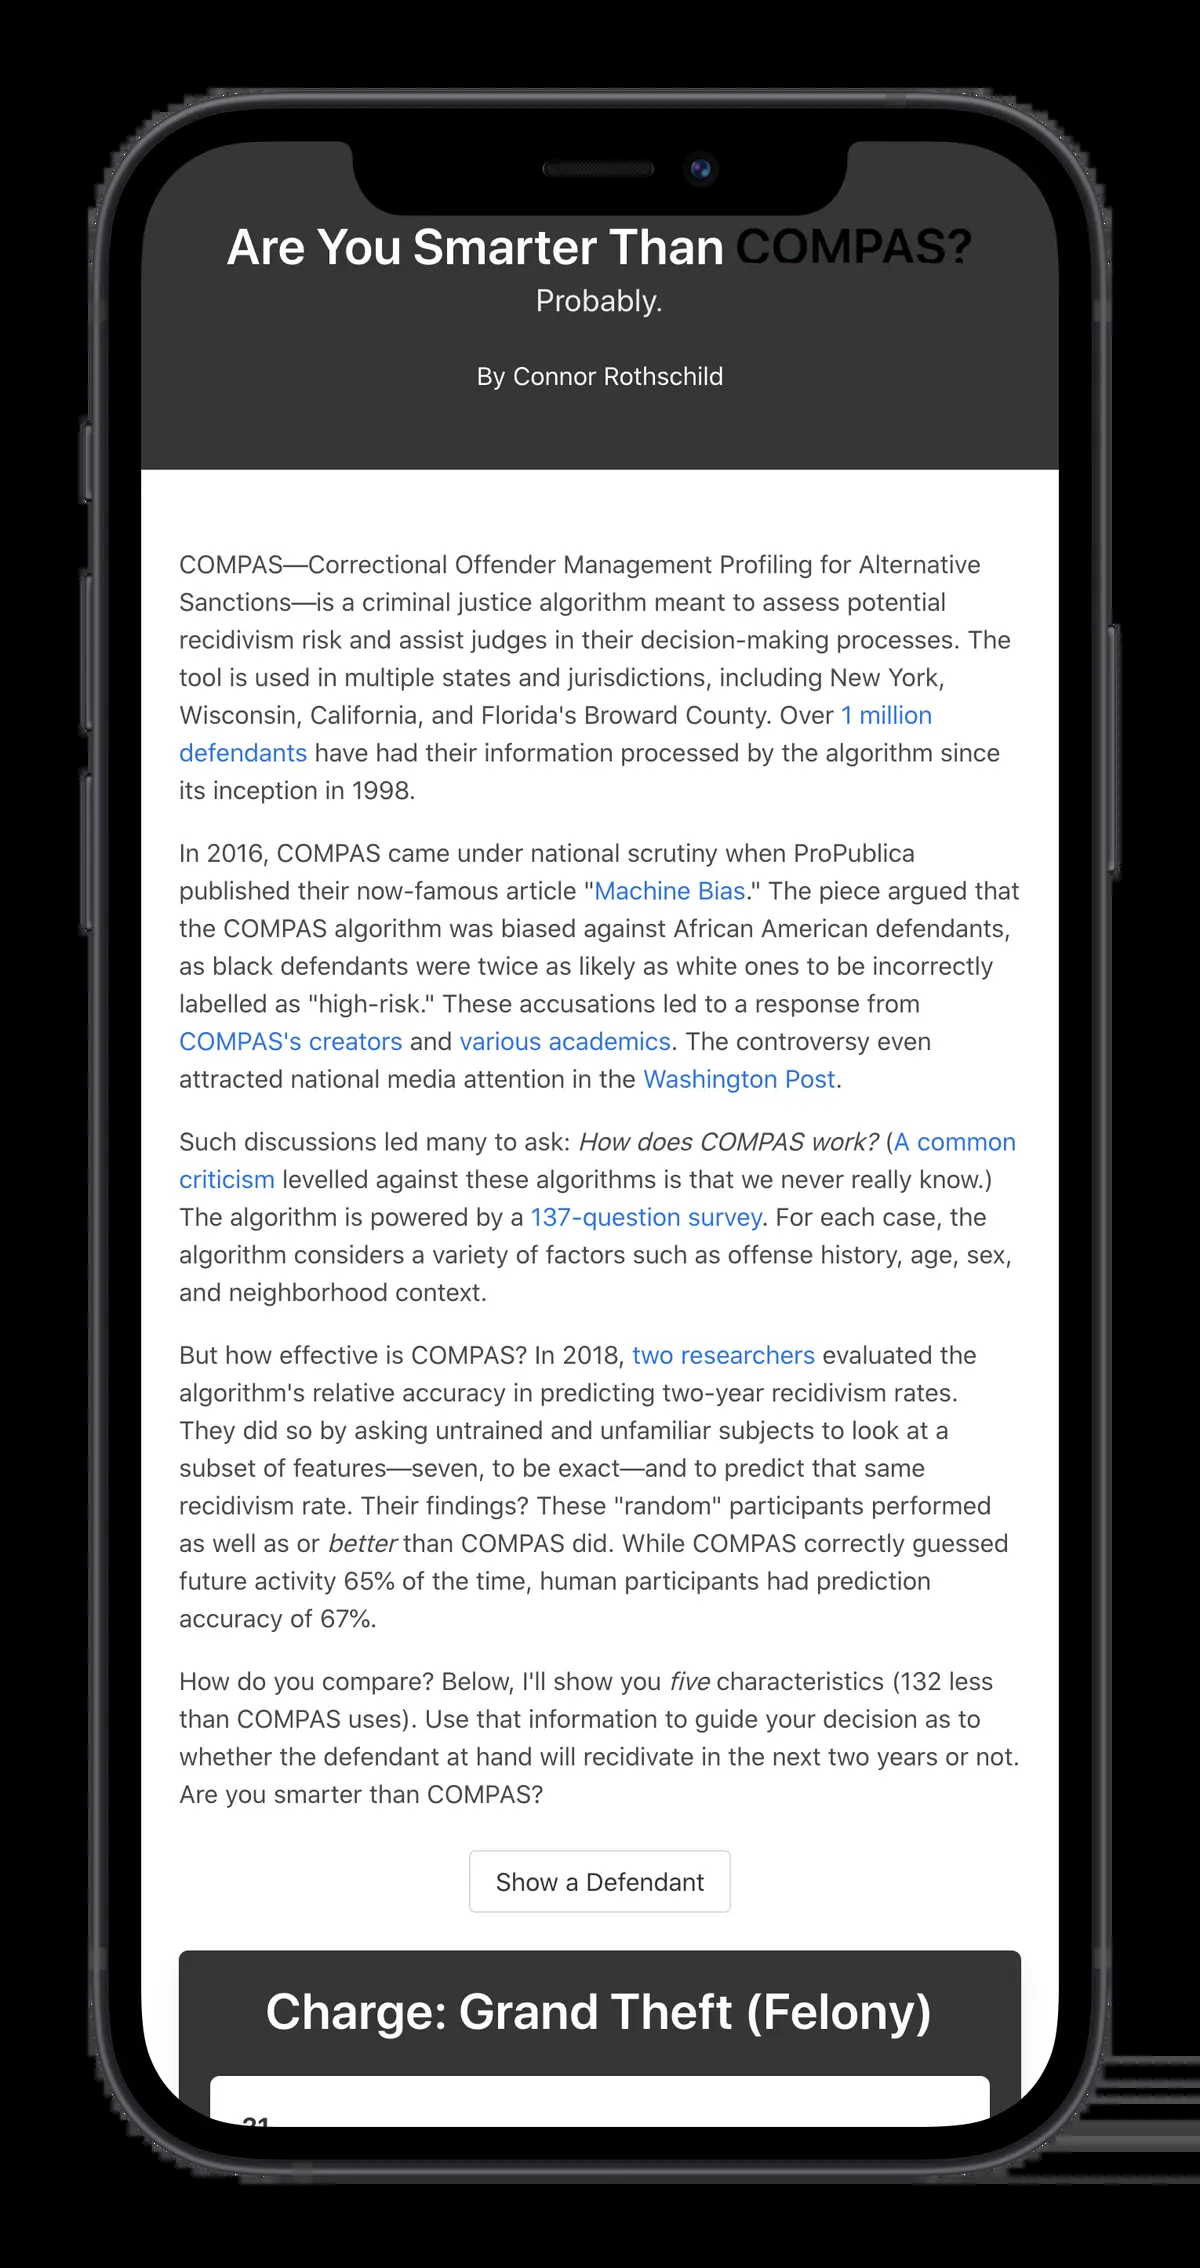 Are You Smarter Than COMPAS?
Probably.
By Connor Rothschild
COMPAS—Correctional Offender Management Profiling for Alternative
Sanctions—is a criminal justice algorithm meant to assess potential
recidivism risk and assist judges in their decision-making processes. The
tool is used in multiple states and jurisdictions, including New York,
Wisconsin, California, and Florida's Broward County. Over 1 million
defendants have had their information processed by the algorithm since
its inception in 1998.
In 2016, COMPAS came under national scrutiny when ProPublica
published their now-famous article "Machine Bias." The piece argued that
the COMPAS algorithm was biased against African American defendants,
as black defendants were twice as likely as white ones to be incorrectly
labelled as "high-risk." These accusations led to a response from
COMPAS's creators and various academics. The controversy even
attracted national media attention in the Washington Post.
Such discussions led many to ask: How does COMPAS work? (A common
criticism levelled against these algorithms is that we never really know.)
The algorithm is powered by a 137-question survey. For each case, the
algorithm considers a variety of factors such as offense history, age, sex,
and neighborhood context.
But how effective is COMPAS? In 2018, two researchers evaluated the
algorithm's relative accuracy in predicting two-year recidivism rates.
They did so by asking untrained and unfamiliar subjects to look at a
subset of features—seven, to be exact—and to predict that same
recidivism rate. Their findings? These "random" participants performed
as well as or better than COMPAS did. While COMPAS correctly guessed
future activity 65% of the time, human participants had prediction
accuracy of 67%.
How do you compare? Below, I'll show you five characteristics (132 less
than COMPAS uses). Use that information to guide your decision as to
whether the defendant at hand will recidivate in the next two years or not.
Are you smarter than COMPAS?
Show a Defendant
Charge: Grand Theft (Felony)